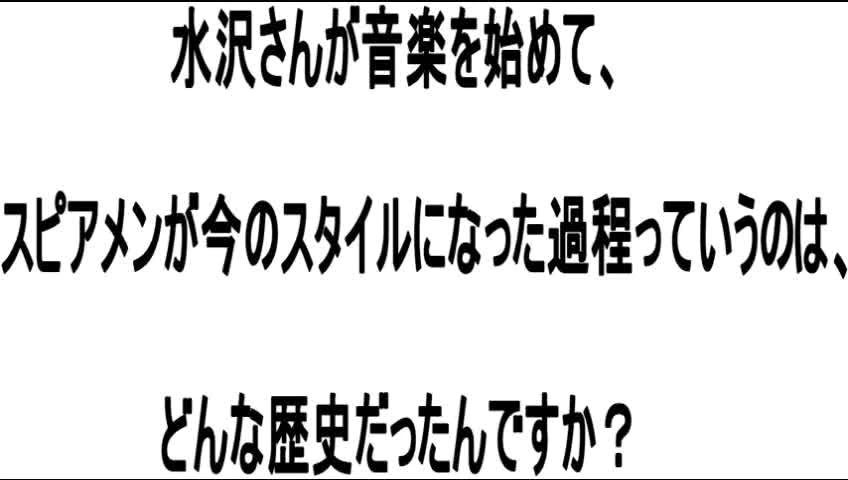 水沢さんが音楽を始めて、
スピアメンが今のスタイルになった過程っていうのは、
どんな歴史だったんですか？